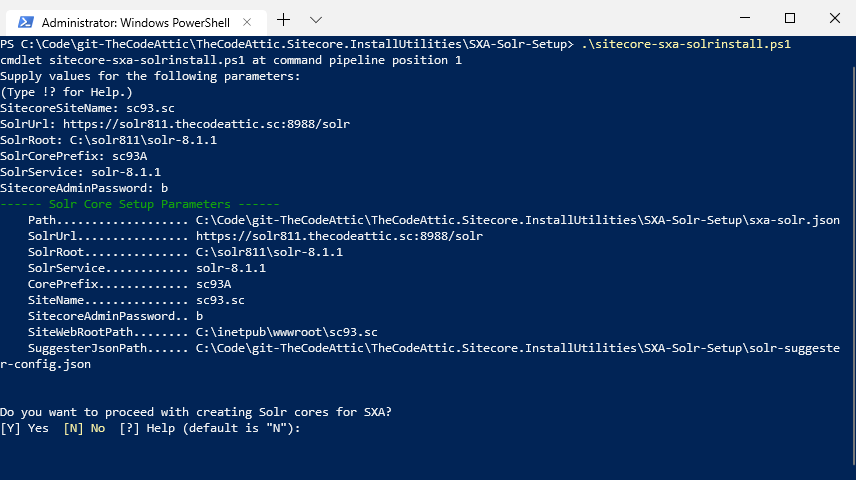 Administrator: Windows PowerShell
PS C:\Code\git-TheCodeAttic\TheCodeAttic.Sitecore.InstallUtilities\SXA-Solr-Setup> .\sitecore-sxa-solrinstall.ps1
cmdlet sitecore-sxa-solrinstall.ps1 at command pipeline position 1
Supply values for the following parameters:
(Type !? for Help.)
SitecoreSiteName: sc93.sc
SolrUrl: https://solr811.thecodeattic.sc:8988/solr
SolrRoot: C:\solr811\solr-8.1.1
SolrCorePrefix: sc93A
SolrService: solr-8.1.1
SitecoreAdminPassword: b
------ Solr Core Setup Parameters ------
Path................... C:\Code\git-TheCodeAttic\TheCodeAttic.Sitecore.InstallUtilities\SXA-Solr-Setup\sxa-solr.json
SolrUrl................ https://solr811.thecodeattic.sc:8988/solr
SolrRoot............... C:\solr811\solr-8.1.1
SolrService............ solr-8.1.1
CorePrefix............. sc93A
SiteName............... sc93.sc
SitecoreAdminPassword.. b
SiteWebRootPath........ C:\inetpub\wwwroot\sc93.sc
SuggesterJsonPath...... C:\Code\git-TheCodeAttic\TheCodeAttic.Sitecore.InstallUtilities\SXA-Solr-Setup\solr-suggeste
r-config.json
Do you want to proceed with creating Solr cores for SXA?
[Y] Yes  [N] No  [?] Help (default is "N"):